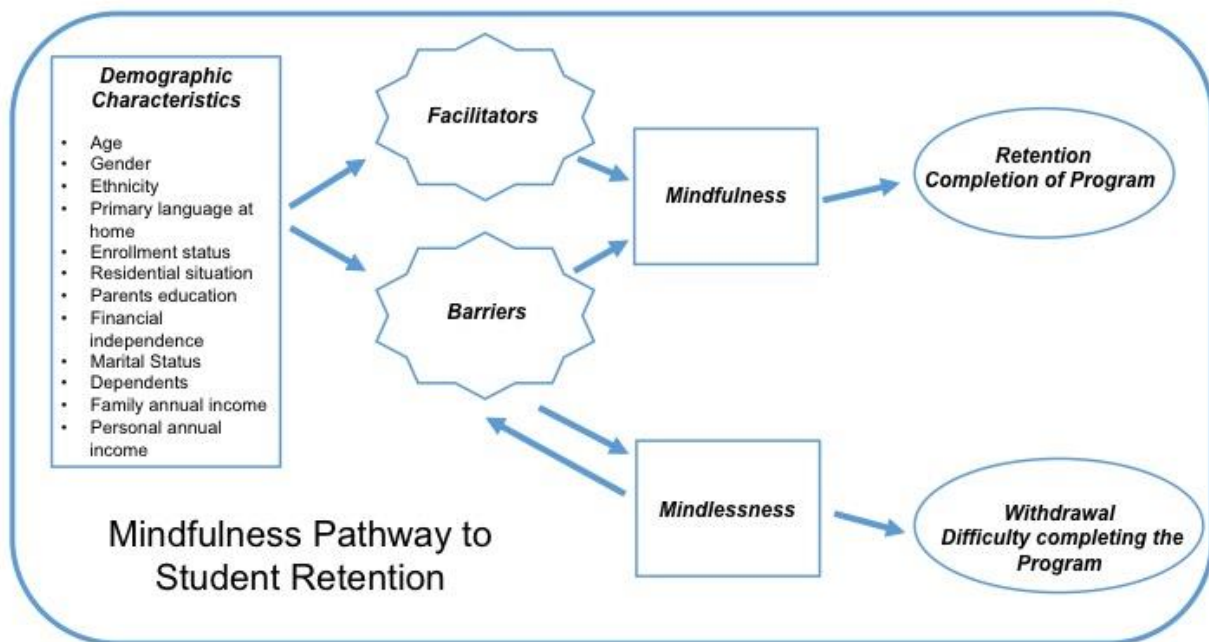 Demographic
Characteristics
• Age
• Gender
• Ethnicity
• Primary language at
home
• Enrollment status
• Residential situation
• Parents education
• Financial
independence
• Marital Status
• Dependents
• Family annual income
• Personal annual
income
Facilitators
Barriers
Mindfulness
Mindlessness
Retention
Completion of Program
Withdrawal
Difficulty completing the
Program
Mindfulness Pathway to
Student Retention